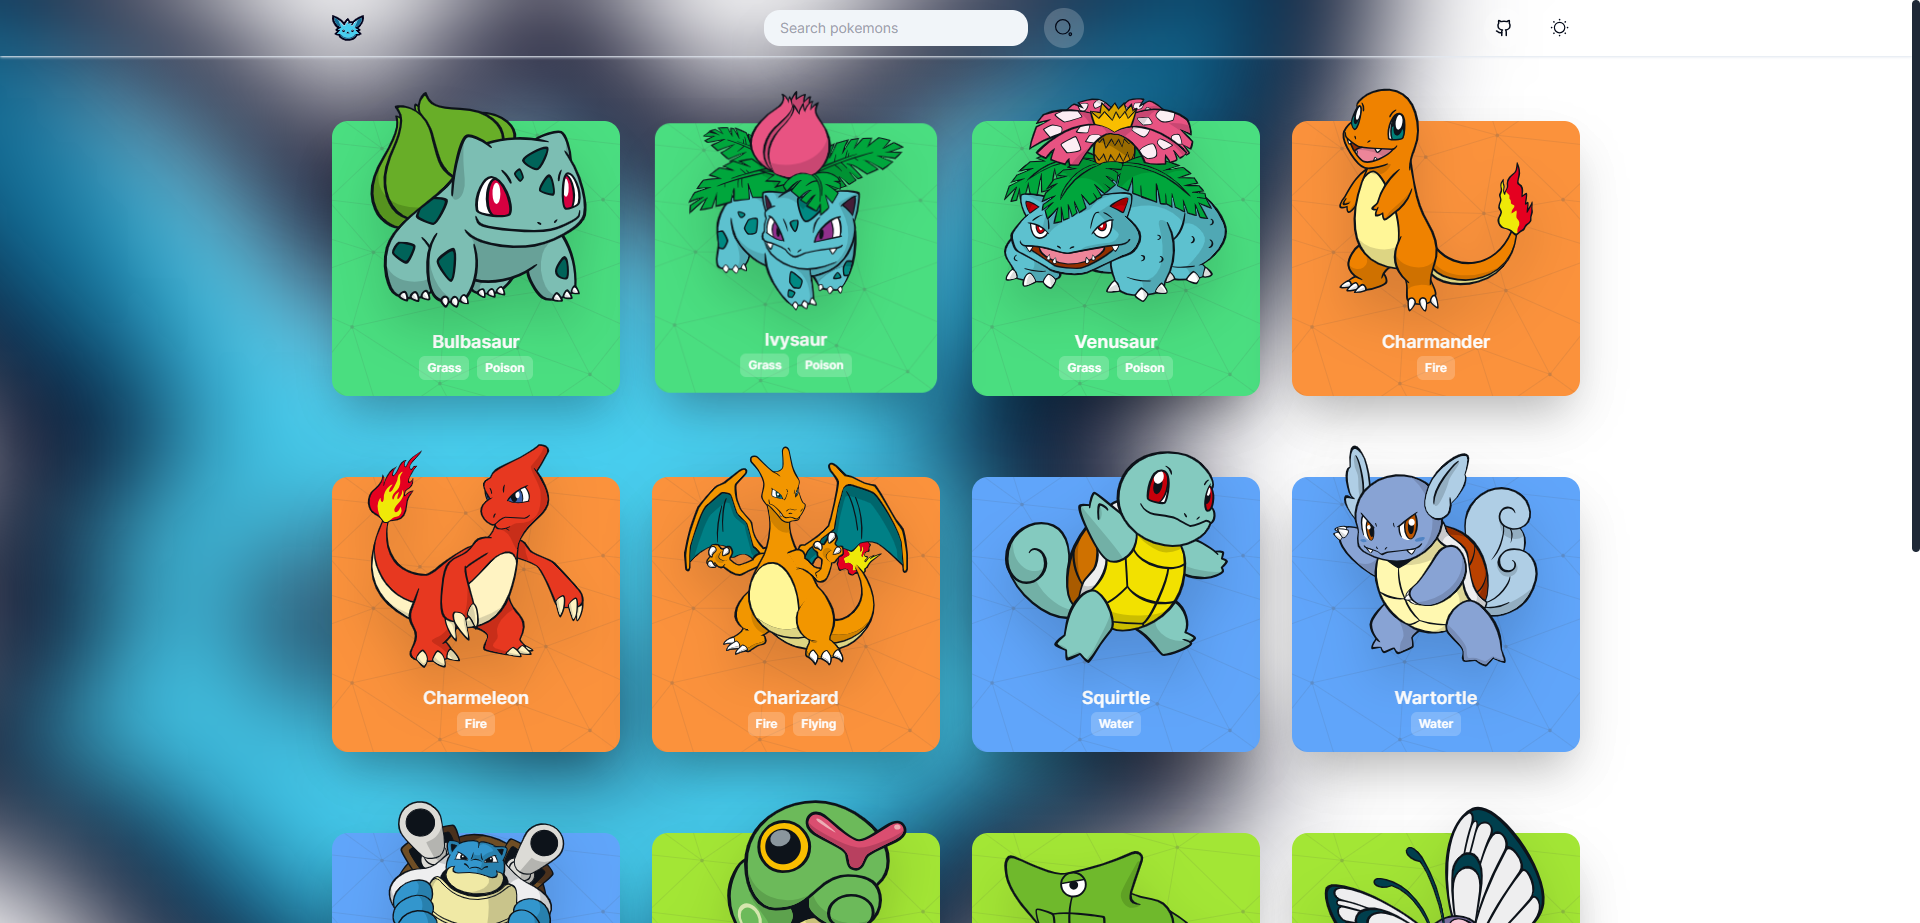 Search pokemons
Bulbasaur
Grass Poison
Ivysaur
Grass Poison
Venusaur
Grass Poison
Charmander
Fire
Charmeleon
Fire
Charizard
Fire Flying
Squirtle
Water
Wartortle
Water